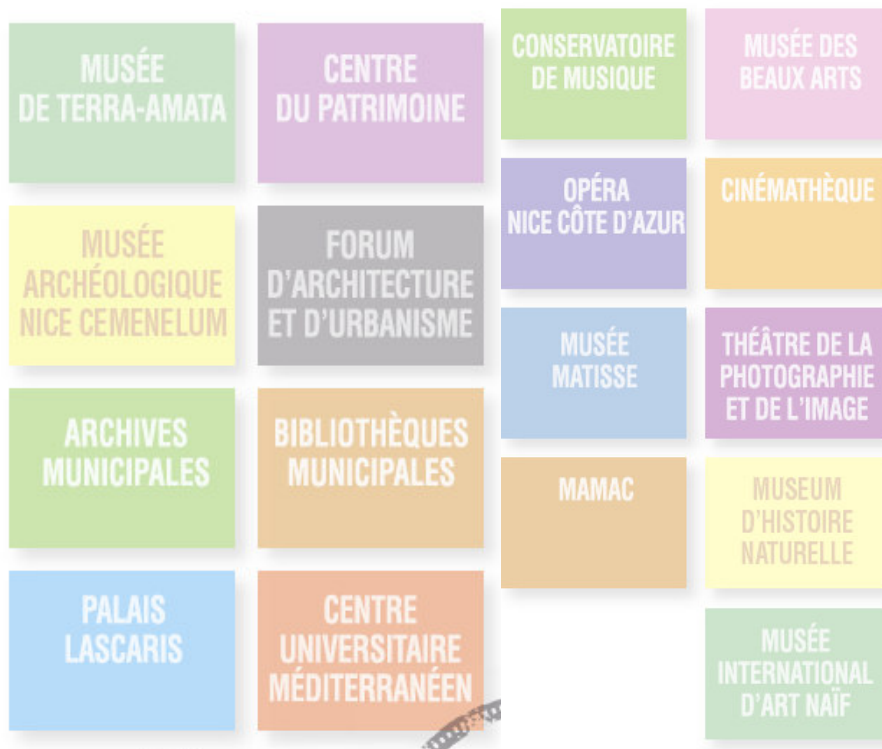 MUSÉE
DE TERRA-AMATA
CENTRE
DU PATRIMOINE
MUSÉE
ARCHÉOLOGIQUE
NICE CEMENELUM
FORUM
D'ARCHITECTURE
ET D'URBANISME
ARCHIVES
MUNICIPALES
BIBLIOTHÈQUES
MUNICIPALES
PALAIS
LASCARIS
CENTRE
UNIVERSITAIRE
MÉDITERRANÉEN
CONSERVATOIRE
DE MUSIQUE
MUSÉE DES
BEAUX ARTS
OPÉRA
NICE CÔTE D'AZUR
CINÉMATHÈQUE
MUSÉE
MATISSE
THÉÂTRE DE LA
PHOTOGRAPHIE
ET DE L'IMAGE
MAMAC
MUSEUM
D'HISTOIRE
NATURELLE
MUSÉE
INTERNATIONAL
D'ART NAÏF